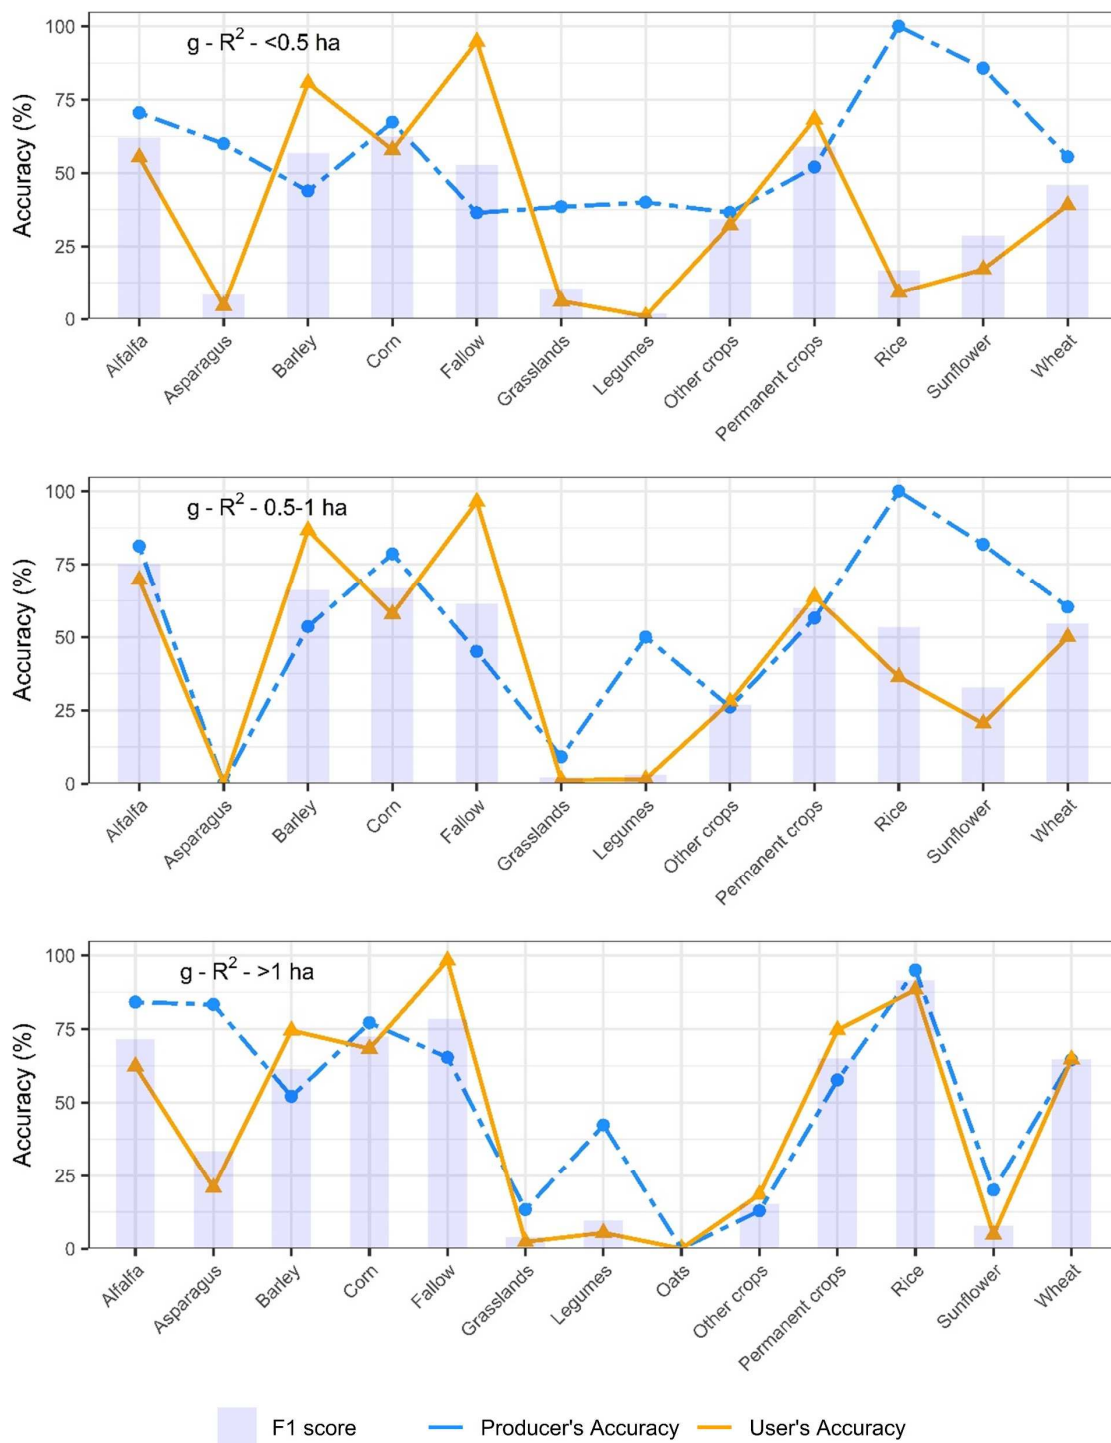 g - R² - <0.5 ha
Accuracy (%)
100
75
50
25
0
Alfalfa
Asparagus
Barley
Corn
Fallow
Grasslands
Legumes
Other crops
Permanent crops
Rice
Sunflower
Wheat
g - R² - 0.5-1 ha
Accuracy (%)
100
75
50
25
0
Alfalfa
Asparagus
Barley
Corn
Fallow
Grasslands
Legumes
Other crops
Permanent crops
Rice
Sunflower
Wheat
g - R² - >1 ha
Accuracy (%)
100
75
50
25
0
Alfalfa
Asparagus
Barley
Corn
Fallow
Grasslands
Legumes
Oats
Other crops
Permanent crops
Rice
Sunflower
Wheat
F1 score
Producer's Accuracy
User's Accuracy